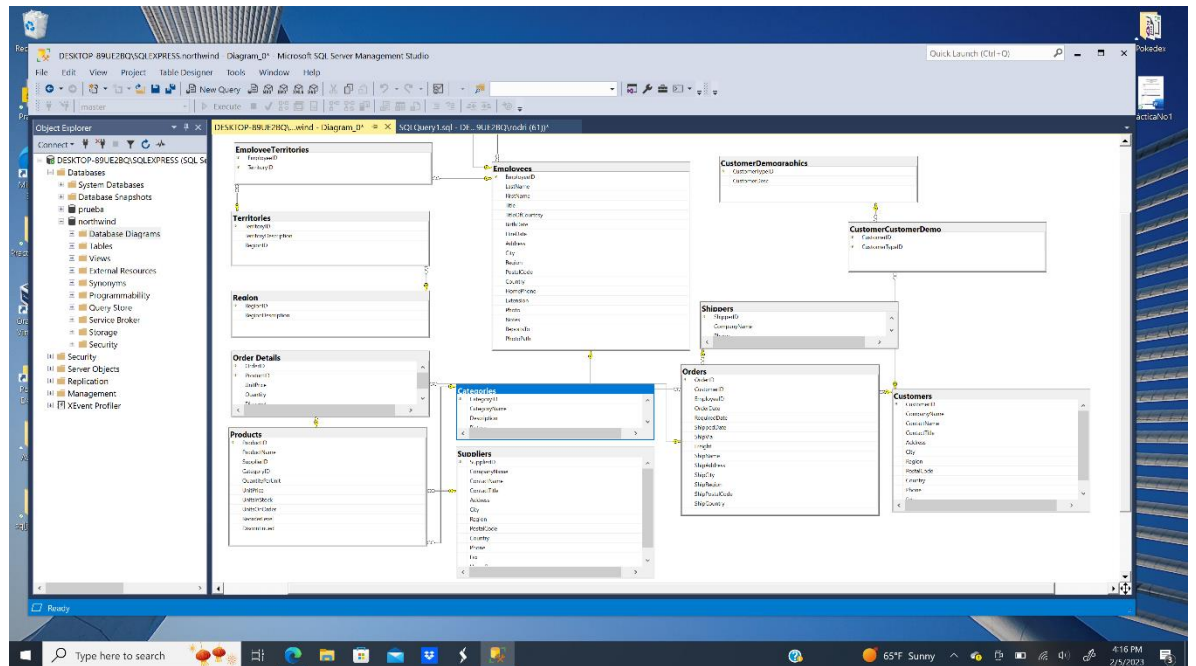 DESKTOP-89UE2BQ\SQLEXPRESS.northwind - Diagram_0* - Microsoft SQL Server Management Studio
Quick Launch (Ctrl+Q)
File Edit View Project Table Designer Tools Window Help
New Query
master
Execute
Object Explorer
DESKTOP-89UE2BQ\...wind - Diagram_0*
SQLQuery1.sql - DE...9UE2BQ\rodri (61))*
Connect
DESKTOP-89UE2BQ\SQLEXPRESS (SQL Se
Databases
System Databases
Database Snapshots
prueba
northwind
Database Diagrams
Tables
Views
External Resources
Synonyms
Programmability
Query Store
Service Broker
Storage
Security
Security
Server Objects
Replication
Management
XEvent Profiler
EmployeeTerritories
EmployeeID
TerritoryID
Territories
TerritoryID
TerritoryDescription
RegionID
Region
RegionID
RegionDescription
Order Details
OrderID
ProductID
UnitPrice
Quantity
Products
ProductID
ProductName
SupplierID
CategoryID
QuantityPerUnit
UnitPrice
UnitsInStock
UnitsOnOrder
ReorderLevel
Discontinued
Employees
EmployeeID
LastName
FirstName
Title
TitleOfCourtesy
BirthDate
HireDate
Address
City
Region
PostalCode
Country
HomePhone
Extension
Photo
Notes
ReportsTo
PhotoPath
Categories
CategoryID
CategoryName
Description
Suppliers
SupplierID
CompanyName
ContactName
ContactTitle
Address
City
Region
PostalCode
Country
Phone
Fax
CustomerDemographics
CustomerTypeID
CustomerDesc
CustomerCustomerDemo
CustomerID
CustomerTypeID
Shippers
ShipperID
CompanyName
Orders
OrderID
CustomerID
EmployeeID
OrderDate
RequiredDate
ShippedDate
ShipVia
Freight
ShipName
ShipAddress
ShipCity
ShipRegion
ShipPostalCode
ShipCountry
Customers
CustomerID
CompanyName
ContactName
ContactTitle
Address
City
Region
PostalCode
Country
Phone
Ready
Pokedex
ácticaNo1
Type here to search
65°F Sunny
4:16 PM
2/5/2023